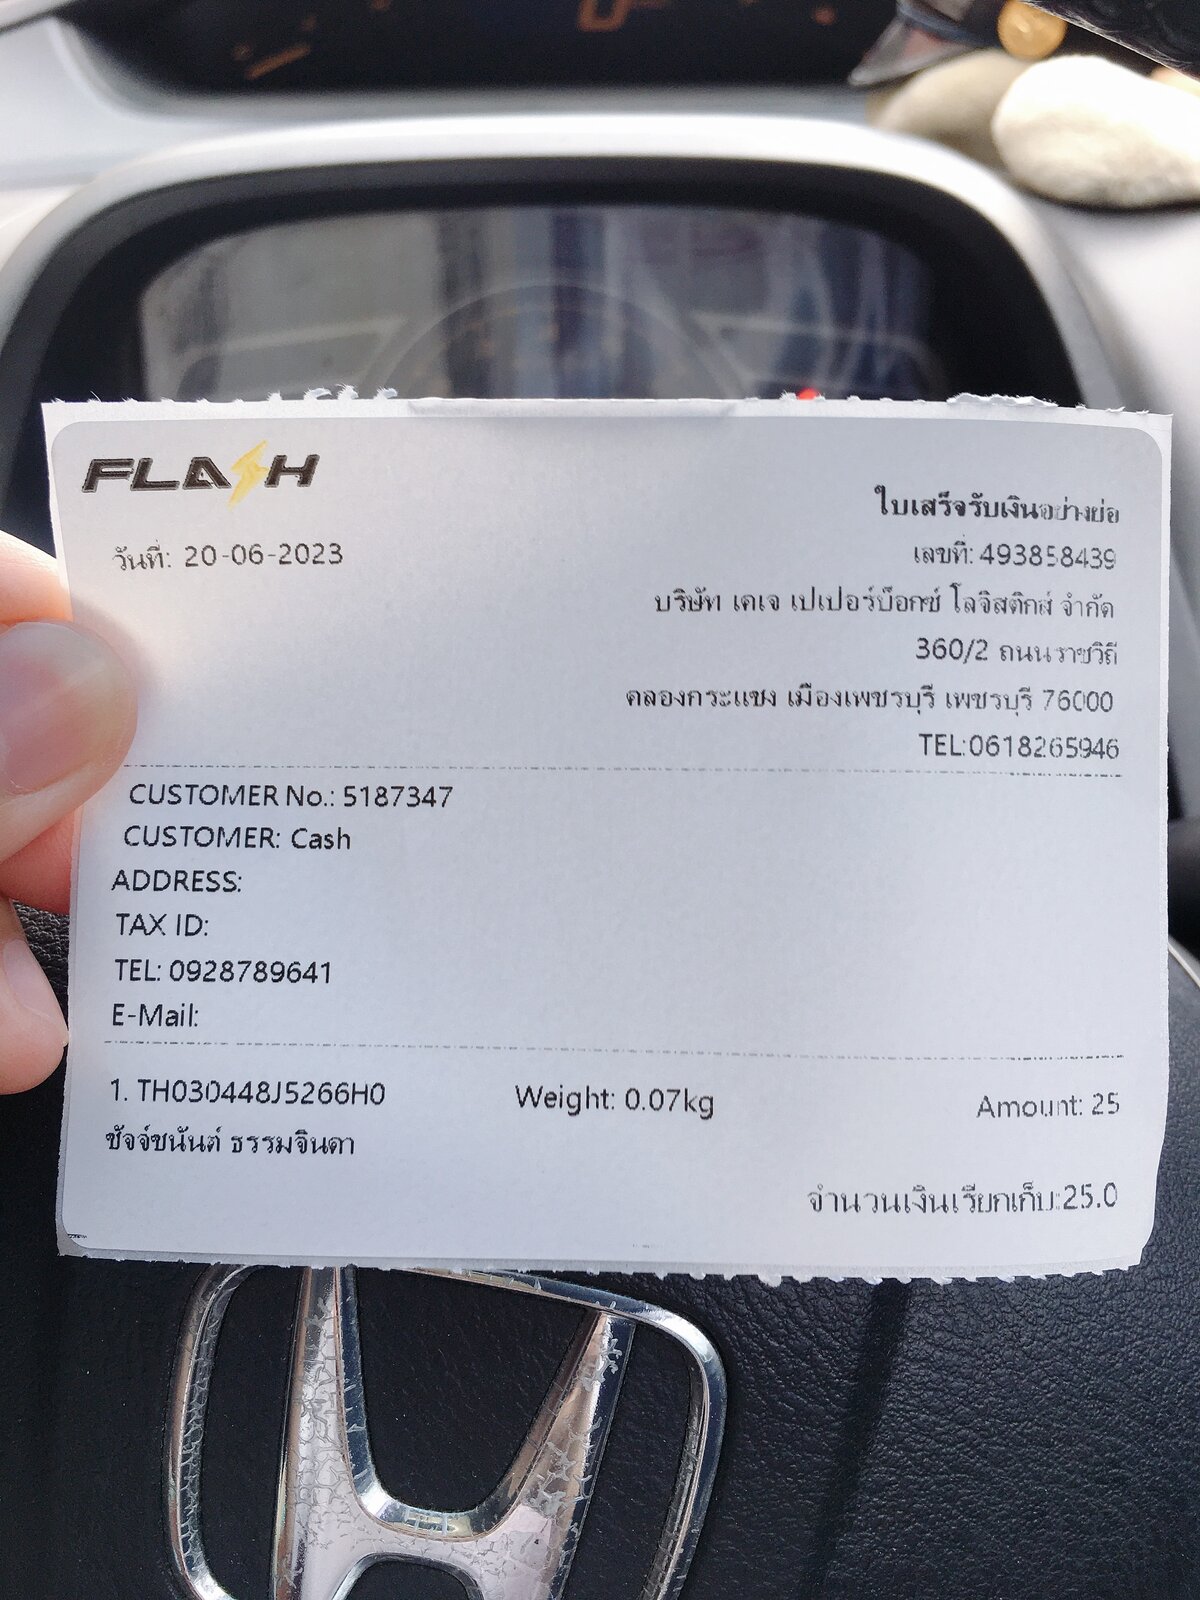 FLASH
ใบเสร็จรับเงินอย่างย่อ
วันที่: 20-06-2023
เลขที่: 493858439
บริษัท เคเจ เปเปอร์บ็อกซ์ โลจิสติกส์ จำกัด
360/2 ถนนราชวิถี
คลองกระแชง เมืองเพชรบุรี เพชรบุรี 76000
TEL:0618265946
CUSTOMER No.: 5187347
CUSTOMER: Cash
ADDRESS:
TAX ID:
TEL: 0928789641
E-Mail:
1. TH030448J5266H0 Weight: 0.07kg Amount: 25
ชัจจ์ชนันต์ ธรรมจินดา
จำนวนเงินเรียกเก็บ:25.0